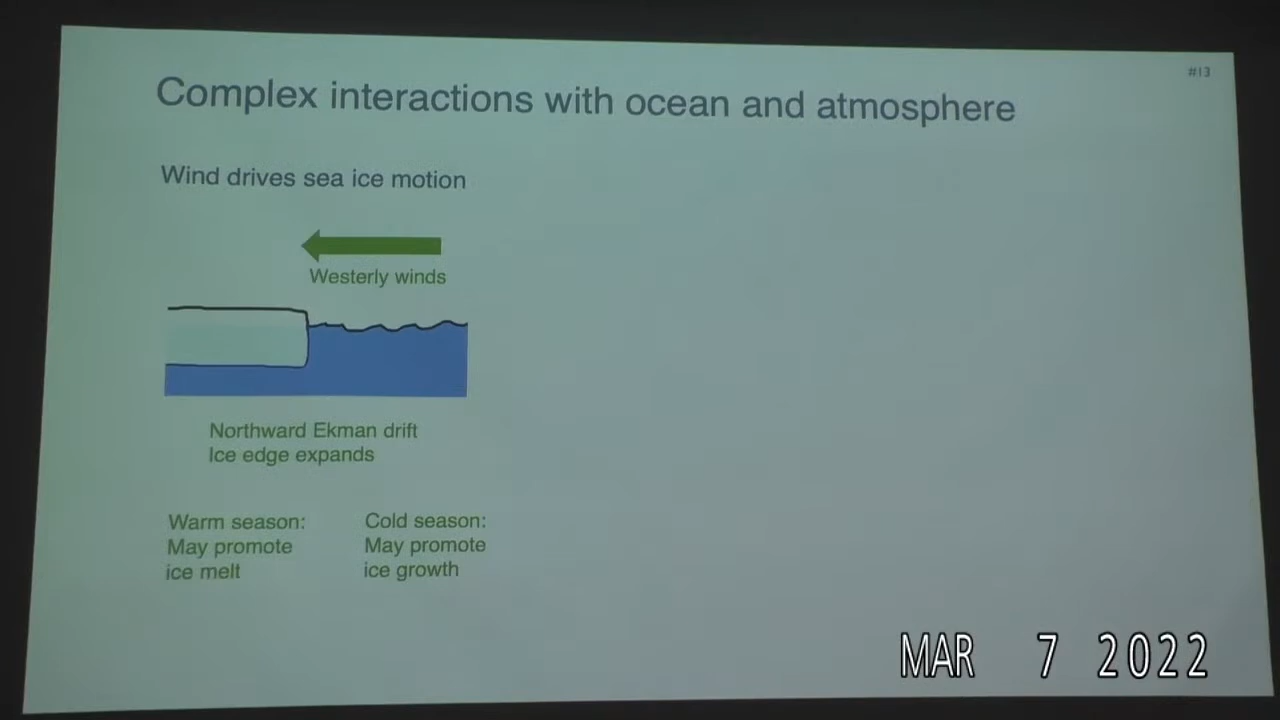 #13
Complex interactions with ocean and atmosphere
Wind drives sea ice motion
Westerly winds
Northward Ekman drift
Ice edge expands
Warm season:
May promote
ice melt
Cold season:
May promote
ice growth
MAR 7 2022